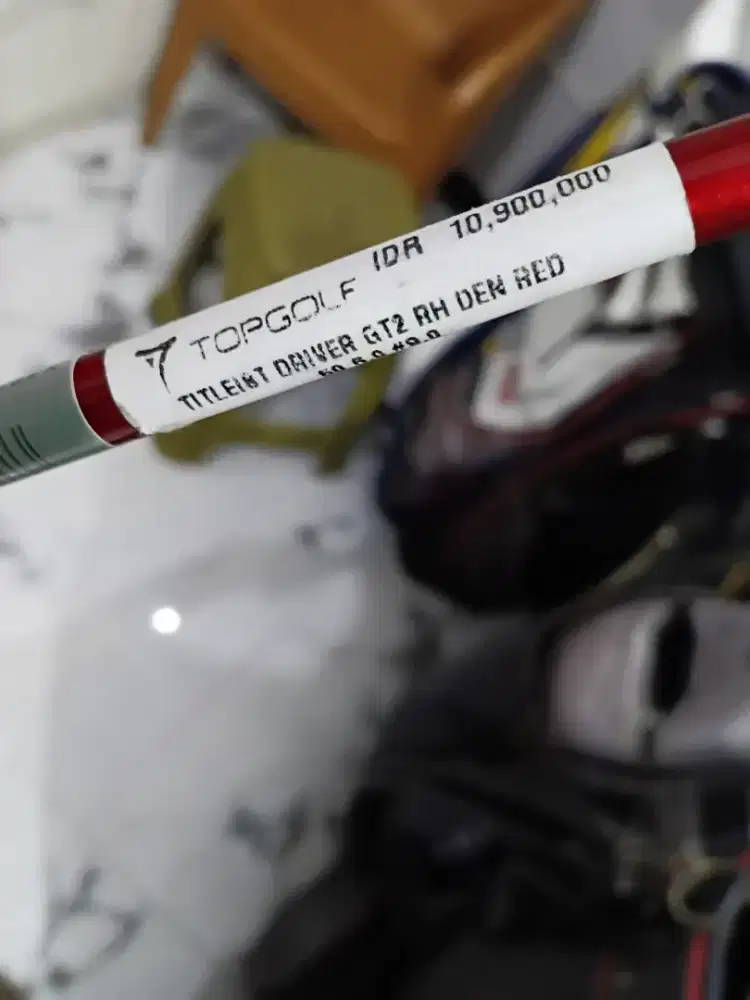 IDR 10,900,000
TOPGOLF
TITLEIST DRIVER GT2 RH DEN RED